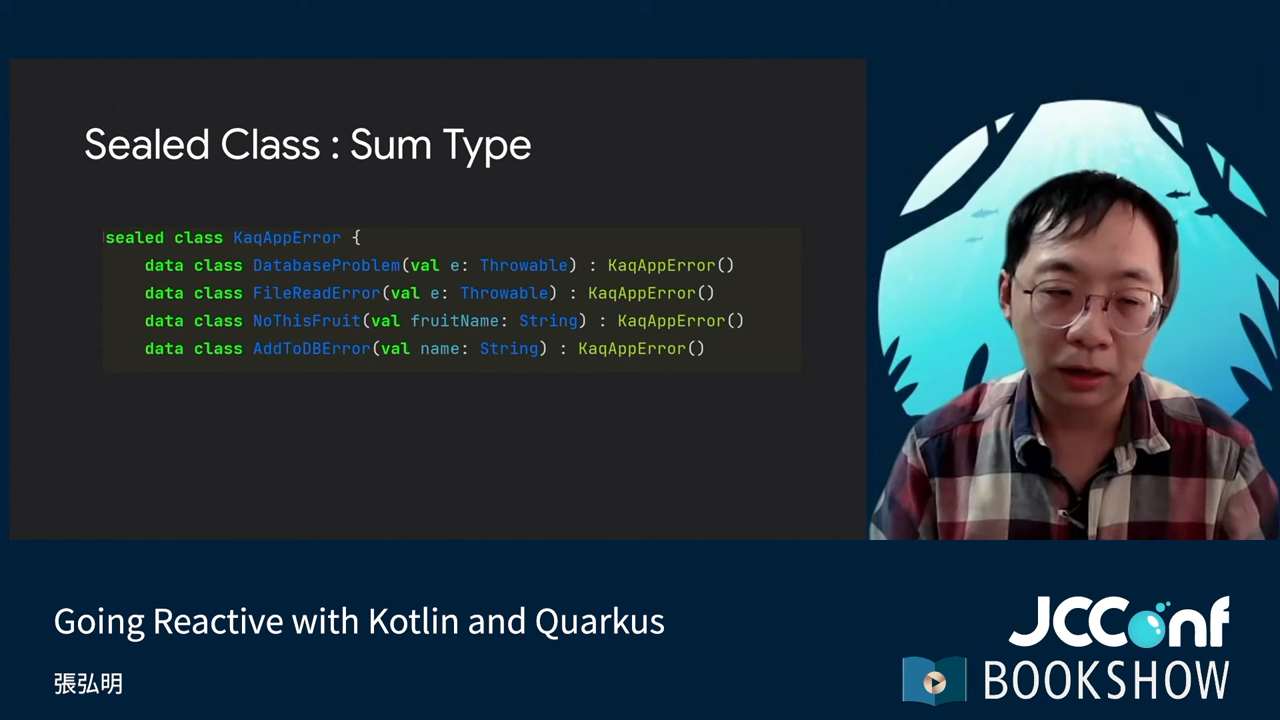 Sealed Class : Sum Type
sealed class KaqAppError {
data class DatabaseProblem(val e: Throwable) : KaqAppError()
data class FileReadError(val e: Throwable) : KaqAppError()
data class NoThisFruit(val fruitName: String) : KaqAppError()
data class AddToDBError(val name: String) : KaqAppError()
Going Reactive with Kotlin and Quarkus
張弘明
JCConf
BOOKSHOW